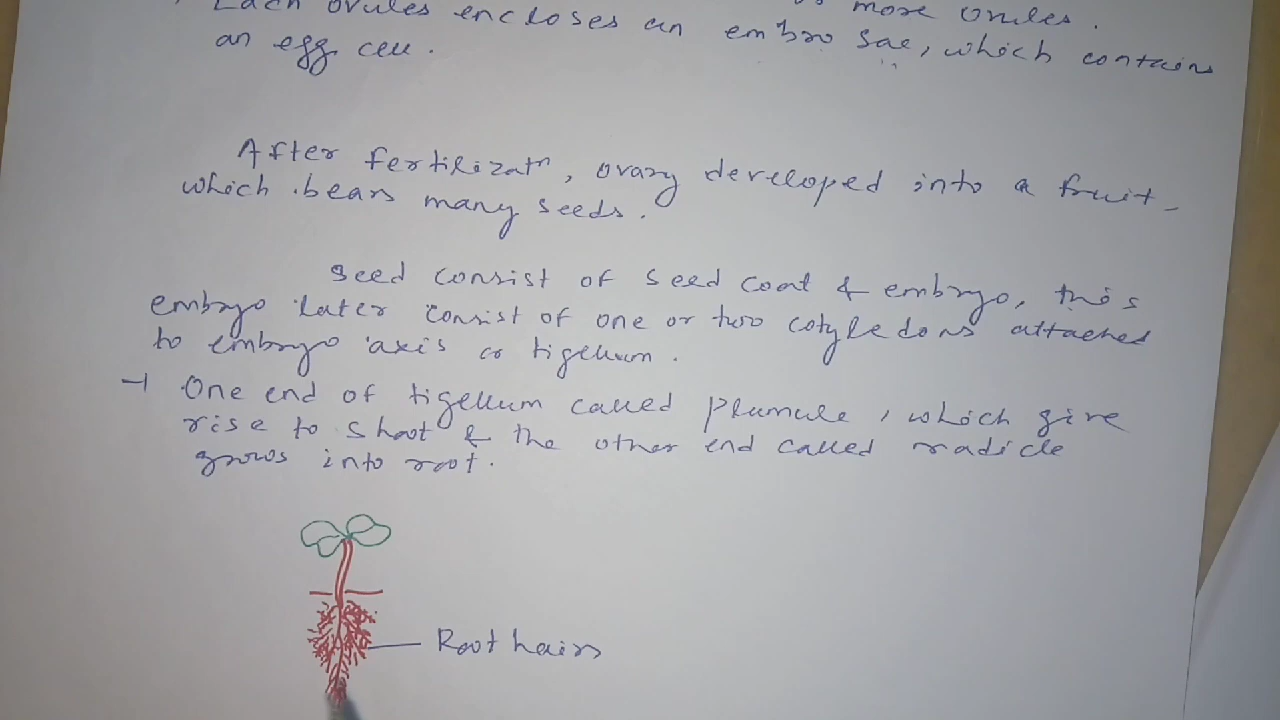 Each ovules encloses an embro sac, which contains more ovules.
an egg cell.
After fertilizatn, ovary developed into a fruit
which bears many seeds.
Seed consist of seed coat & embryo, this
embryo later consist of one or two cotyledons attached
to embryo axis or tigellum.
→ One end of tigellum called Plumule, which give
rise to shoot & the other end called radicle
grows into root.
Root hairs